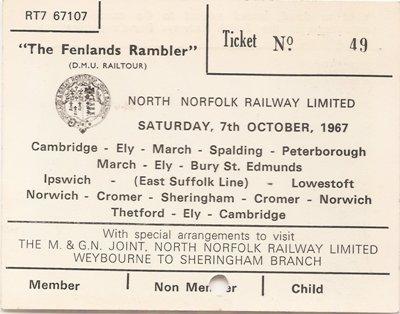 RT7 67107
"The Fenlands Rambler"
(D.M.U. RAILTOUR)
Ticket No. 49
NORTH NORFOLK RAILWAY LIMITED
SATURDAY, 7th OCTOBER, 1967
Cambridge - Ely - March - Spalding - Peterborough
March - Ely - Bury St. Edmunds
Ipswich - (East Suffolk Line) - Lowestoft
Norwich - Cromer - Sheringham - Cromer - Norwich
Thetford - Ely - Cambridge
With special arrangements to visit
THE M. & G.N. JOINT, NORTH NORFOLK RAILWAY LIMITED
WEYBOURNE TO SHERINGHAM BRANCH
Member Non Member Child